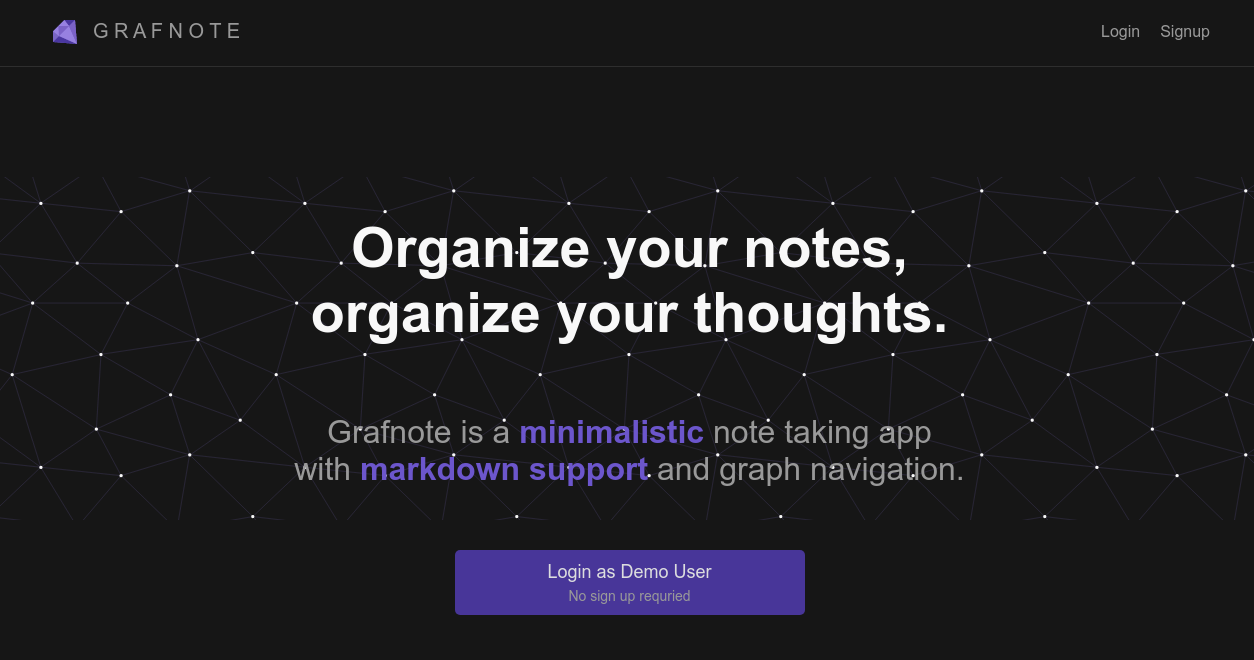 GRAFNOTE
Login
Signup
Organize your notes,
organize your thoughts.
Grafnote is a minimalistic note taking app
with markdown support and graph navigation.
Login as Demo User
No sign up requried